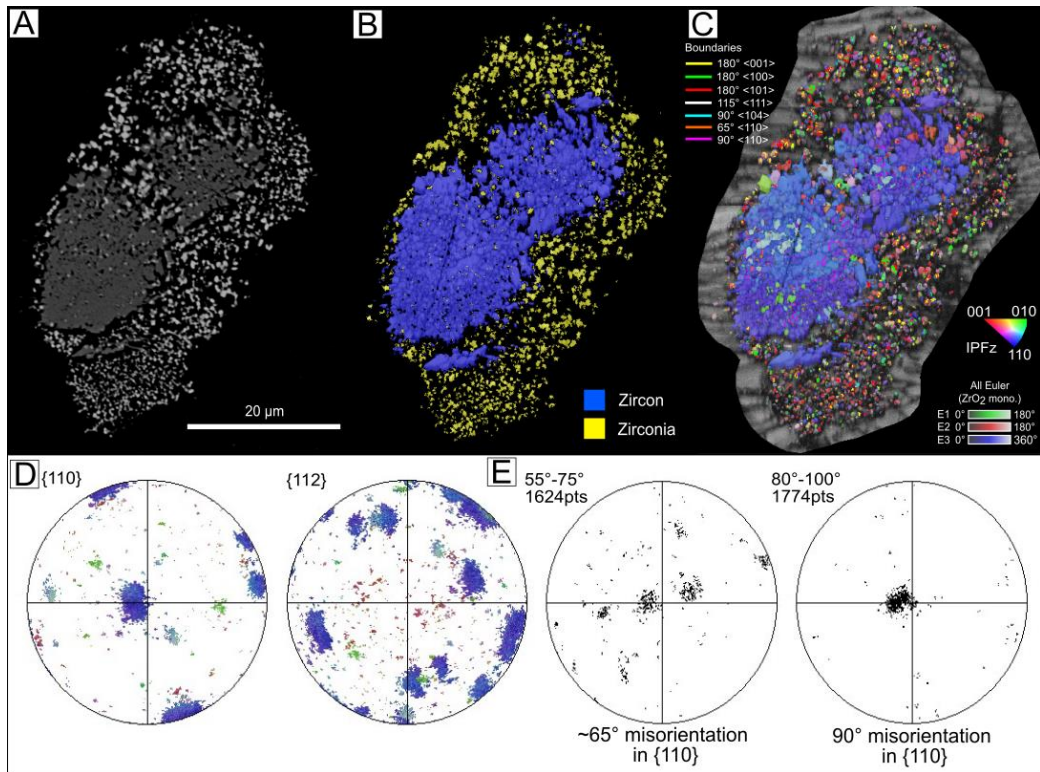 A
20 µm
B
Zircon
Zirconia
C
Boundaries
180° <001>
180° <100>
180° <101>
115° <111>
90° <104>
65° <110>
90° <110>
001 010
IPFz 110
All Euler
(ZrO2 mono.)
E1 0° 180°
E2 0° 180°
E3 0° 360°
D {110}
{112}
E 55°-75°
1624pts
~65° misorientation
in {110}
80°-100°
1774pts
90° misorientation
in {110}